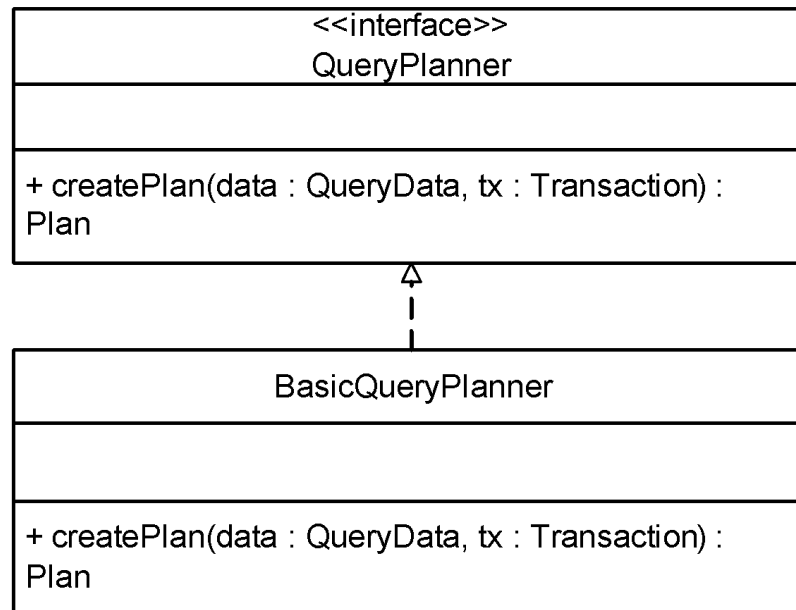 <<interface>>
QueryPlanner
+ createPlan(data : QueryData, tx : Transaction) :
Plan
BasicQueryPlanner
+ createPlan(data : QueryData, tx : Transaction) :
Plan